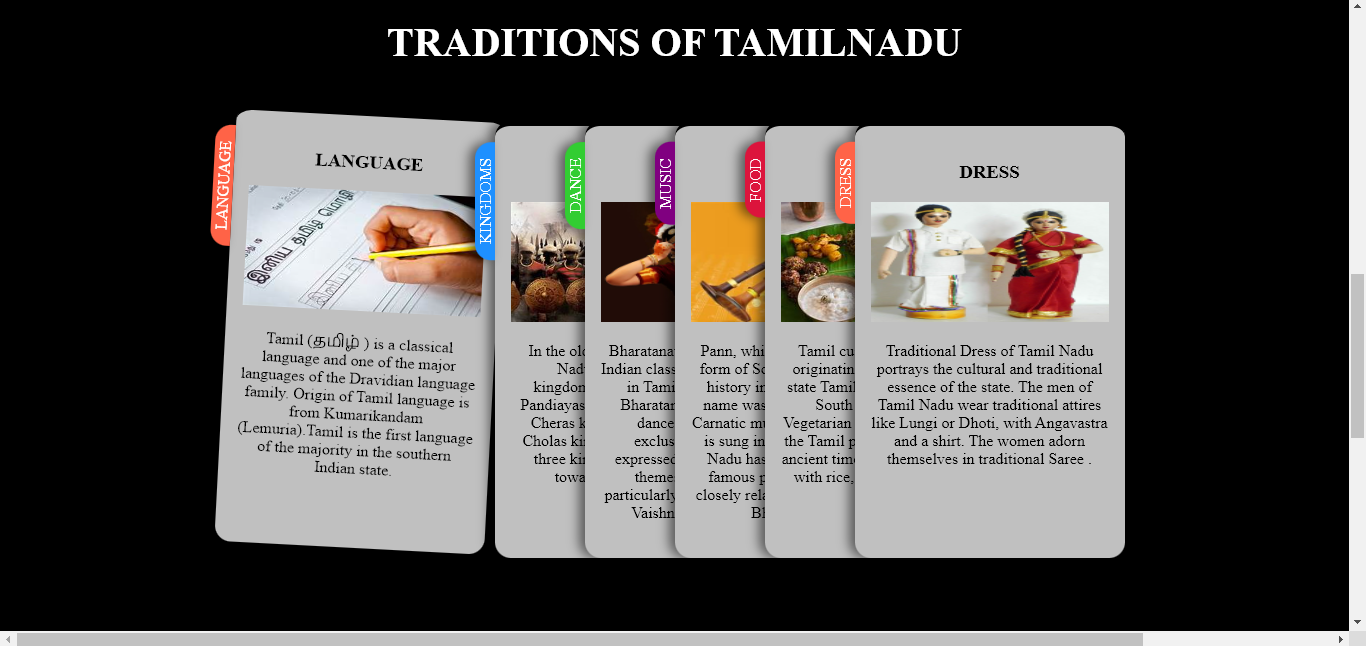 TRADITIONS OF TAMILNADU
LANGUAGE
LANGUAGE
இனிய தமிழ் மொழி
Tamil (தமிழ் ) is a classical
language and one of the major
languages of the Dravidian language
family. Origin of Tamil language is
from Kumarikandam
(Lemuria).Tamil is the first language
of the majority in the southern
Indian state.
KINGDOMS
In the old
Nad
kingdom
Pandiayas
Cheras k
Cholas ki
three ki
towa
DANCE
Bharatana
Indian class
in Tami
Bharatan
dance
exclus
expressed
theme
particularly
Vaishn
MUSIC
Pann, whi
form of So
history in
name was
Carnatic mu
is sung in
Nadu has
famous p
closely rela
Bl
FOOD
Tamil cu
originatin
state Tamil
South
Vegetarian
the Tamil p
ancient time
with rice,
DRESS
DRESS
Traditional Dress of Tamil Nadu
portrays the cultural and traditional
essence of the state. The men of
Tamil Nadu wear traditional attires
like Lungi or Dhoti, with Angavastra
and a shirt. The women adorn
themselves in traditional Saree .